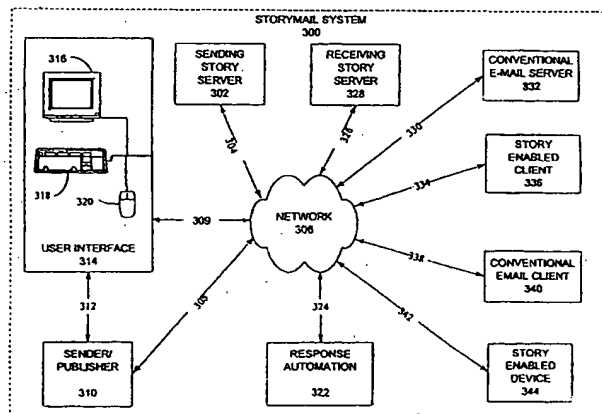 STORYMAIL SYSTEM
300
316
318
320
USER INTERFACE
314
SENDING
STORY
SERVER
302
RECEIVING
STORY
SERVER
328
CONVENTIONAL
E-MAIL SERVER
332
304
326
330
334
STORY
ENABLED
CLIENT
336
309
NETWORK
306
338
CONVENTIONAL
EMAIL CLIENT
340
312
324
342
SENDER/
PUBLISHER
310
RESPONSE
AUTOMATION
322
STORY
ENABLED
DEVICE
344